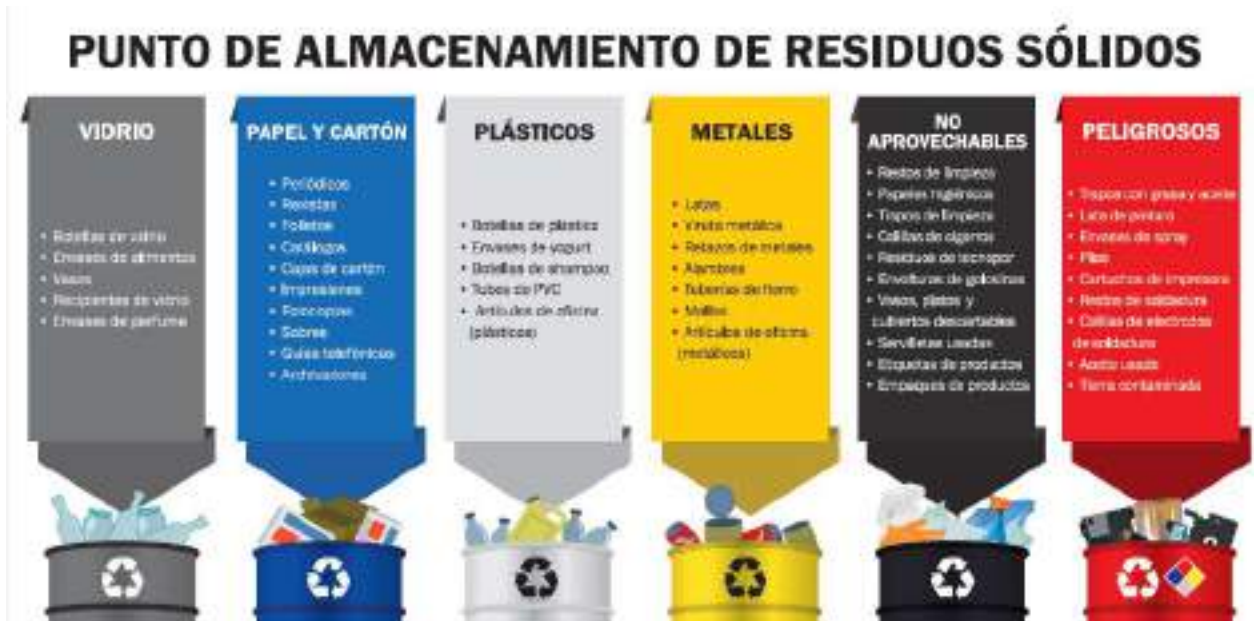 PUNTO DE ALMACENAMIENTO DE RESIDUOS SÓLIDOS
VIDRIO
• Botellas de vidrio
• Envases de alimentos
• Vasos
• Recipientes de vidrio
• Envases de perfume
PAPEL Y CARTÓN
• Periódicos
• Revistas
• Folletos
• Catálogos
• Cajas de cartón
• Impresiones
• Fotocopias
• Sobres
• Guías telefónicas
• Archivadores
PLÁSTICOS
• Botellas de plástico
• Envases de yogurt
• Botellas de shampoo
• Tubos de PVC
• Artículos de oficina
(plásticos)
METALES
• Latas
• Viruta metálica
• Retazos de metales
• Alambres
• Tuberías de fierro
• Mallas
• Artículos de oficina
(metálicos)
NO
APROVECHABLES
• Restos de limpieza
• Papeles higiénicos
• Trapos de limpieza
• Colillas de cigarros
• Residuos de tecnopor
• Envolturas de golosinas
• Vasos, platos y
cubiertos descartables
• Servilletas usadas
• Etiquetas de productos
• Empaques de productos
PELIGROSOS
• Trapos con grasa y aceite
• Lata de pintura
• Envases de spray
• Pilas
• Cartuchos de impresora
• Restos de soldadura
• Colillas de electrodos
de soldadura
• Aceite usado
• Tierra contaminada